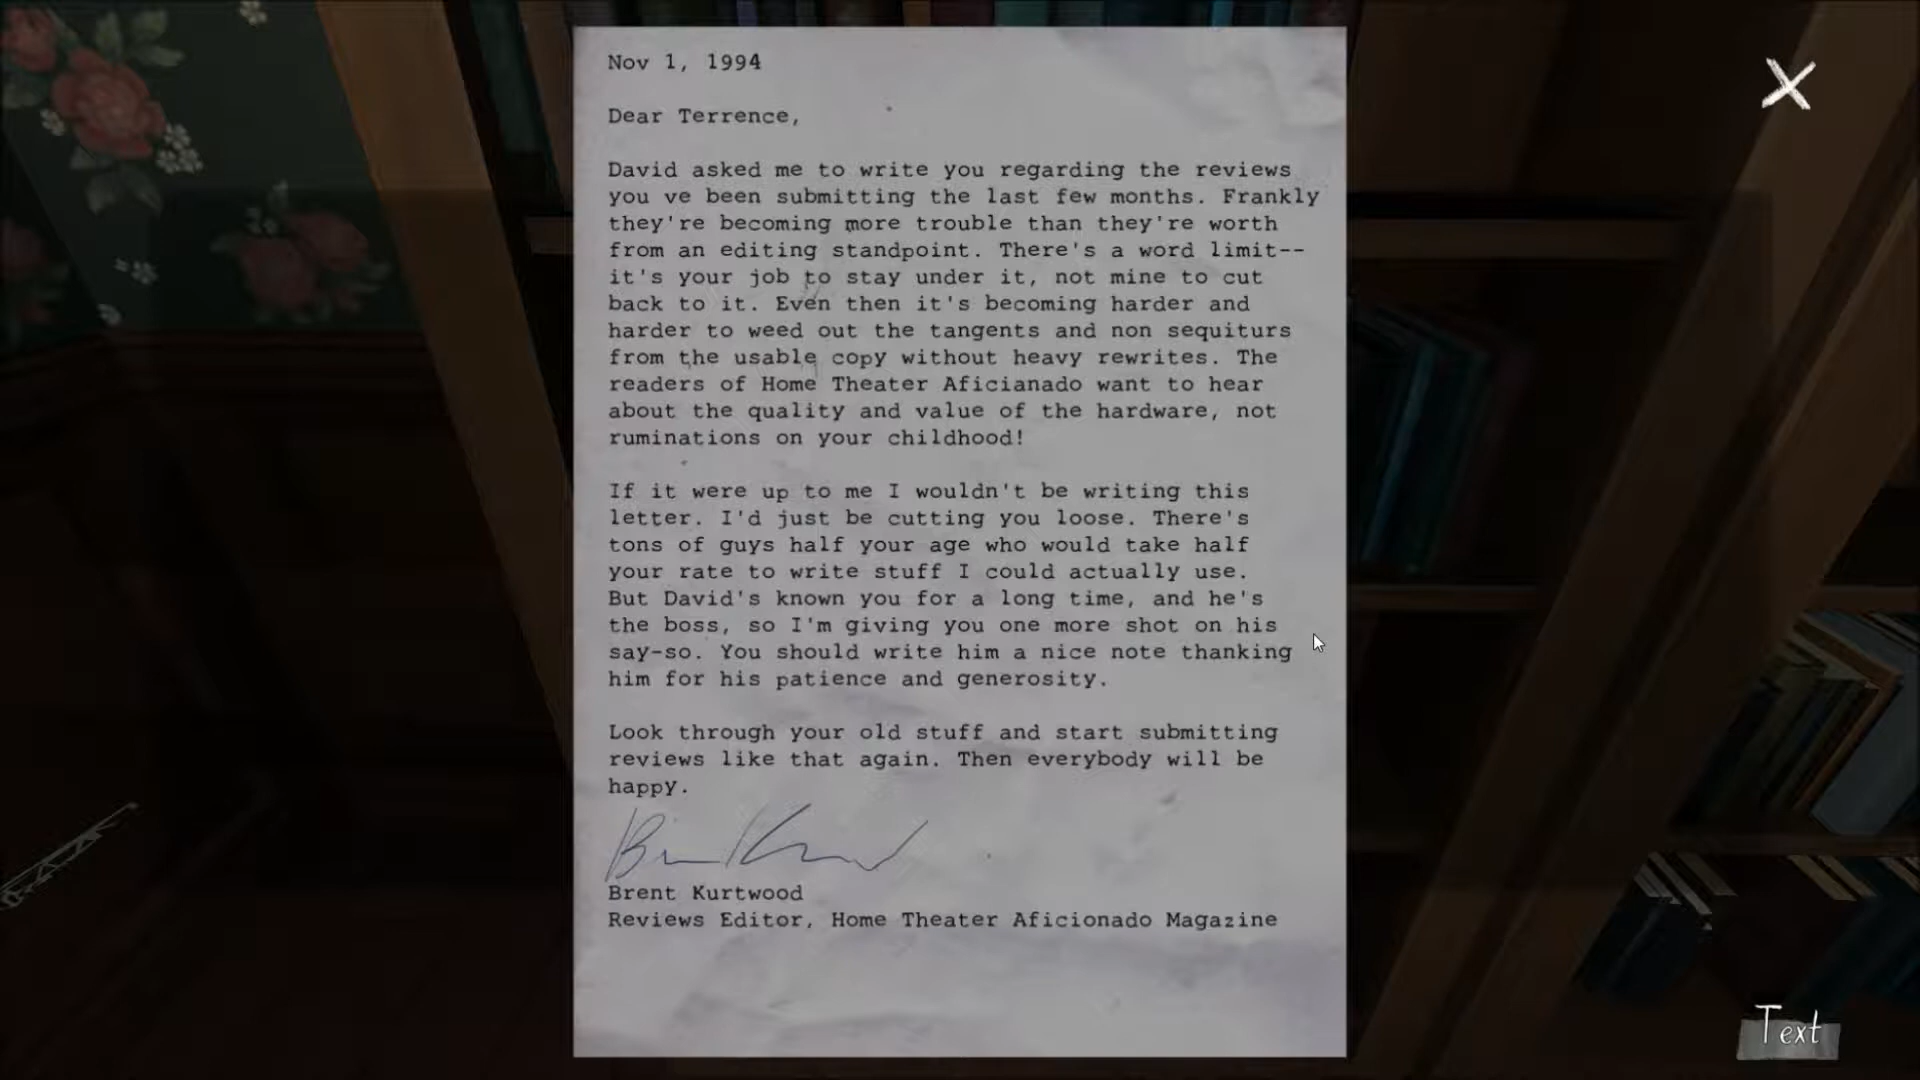 Nov 1, 1994
Dear Terrence,
David asked me to write you regarding the reviews
you ve been submitting the last few months. Frankly
they're becoming more trouble than they're worth
from an editing standpoint. There's a word limit--
it's your job to stay under it, not mine to cut
back to it. Even then it's becoming harder and
harder to weed out the tangents and non sequiturs
from the usable copy without heavy rewrites. The
readers of Home Theater Aficianado want to hear
about the quality and value of the hardware, not
ruminations on your childhood!
If it were up to me I wouldn't be writing this
letter. I'd just be cutting you loose. There's
tons of guys half your age who would take half
your rate to write stuff I could actually use.
But David's known you for a long time, and he's
the boss, so I'm giving you one more shot on his
say-so. You should write him a nice note thanking
him for his patience and generosity.
Look through your old stuff and start submitting
reviews like that again. Then everybody will be
happy.
Brent Kurtwood
Reviews Editor, Home Theater Aficionado Magazine
Text